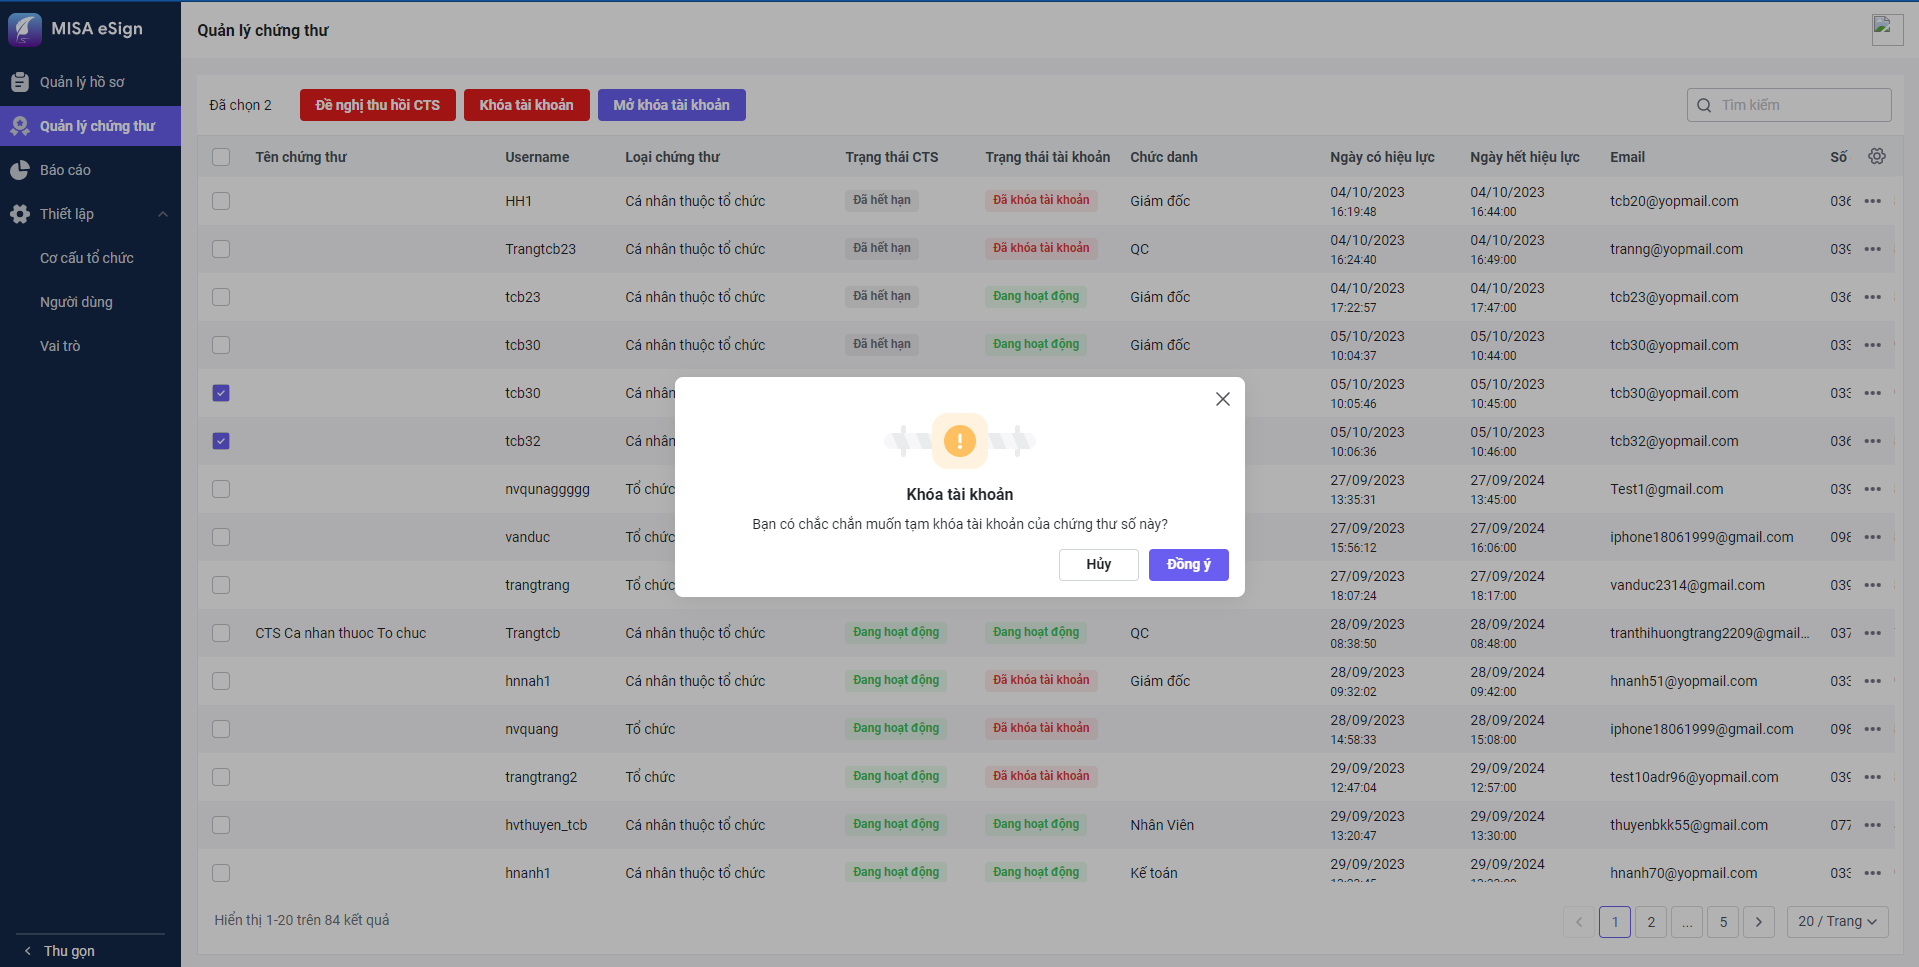 MISA eSign
Quản lý chứng thư
Quản lý hồ sơ
Quản lý chứng thư
Báo cáo
Thiết lập
Cơ cấu tổ chức
Người dùng
Vai trò
Thu gọn
Đã chọn 2 Đề nghị thu hồi CTS Khóa tài khoản Mở khóa tài khoản Tìm kiếm
Tên chứng thư Username Loại chứng thư Trạng thái CTS Trạng thái tài khoản Chức danh Ngày có hiệu lực Ngày hết hiệu lực Email Số
HH1 Cá nhân thuộc tổ chức Đã hết hạn Đã khóa tài khoản Giám đốc 04/10/2023 04/10/2023 tcb20@yopmail.com 036
16:19:48 16:44:00
Trangtcb23 Cá nhân thuộc tổ chức Đã hết hạn Đã khóa tài khoản QC 04/10/2023 04/10/2023 tranng@yopmail.com 039
16:24:40 16:49:00
tcb23 Cá nhân thuộc tổ chức Đã hết hạn Đang hoạt động Giám đốc 04/10/2023 04/10/2023 tcb23@yopmail.com 036
17:22:57 17:47:00
tcb30 Cá nhân thuộc tổ chức Đã hết hạn Đang hoạt động Giám đốc 05/10/2023 05/10/2023 tcb30@yopmail.com 033
10:04:37 10:44:00
tcb30 Cá nhân 05/10/2023 05/10/2023 tcb30@yopmail.com 033
10:05:46 10:45:00
tcb32 Cá nhân 05/10/2023 05/10/2023 tcb32@yopmail.com 036
10:06:36 10:46:00
nvqunaggggg Tổ chức 27/09/2023 27/09/2024 Test1@gmail.com 039
13:35:31 13:45:00
vanduc Tổ chức 27/09/2023 27/09/2024 iphone18061999@gmail.com 098
15:56:12 16:06:00
trangtrang Tổ chức 27/09/2023 27/09/2024 vanduc2314@gmail.com 039
18:07:24 18:17:00
CTS Ca nhan thuoc To chuc Trangtcb Cá nhân thuộc tổ chức Đang hoạt động Đang hoạt động QC 28/09/2023 28/09/2024 tranthihuongtrang2209@gmail... 037
08:38:50 08:48:00
hnnah1 Cá nhân thuộc tổ chức Đang hoạt động Đã khóa tài khoản Giám đốc 28/09/2023 28/09/2024 hnanh51@yopmail.com 033
09:32:02 09:42:00
nvquang Tổ chức Đang hoạt động Đã khóa tài khoản 28/09/2023 28/09/2024 iphone18061999@gmail.com 098
14:58:33 15:08:00
trangtrang2 Tổ chức Đang hoạt động Đã khóa tài khoản 29/09/2023 29/09/2024 test10adr96@yopmail.com 039
12:47:04 12:57:00
hvthuyen_tcb Cá nhân thuộc tổ chức Đang hoạt động Đang hoạt động Nhân Viên 29/09/2023 29/09/2024 thuyenbkk55@gmail.com 077
13:20:47 13:30:00
hnanh1 Cá nhân thuộc tổ chức Đang hoạt động Đang hoạt động Kế toán 29/09/2023 29/09/2024 hnanh70@yopmail.com 033
Khóa tài khoản
Bạn có chắc chắn muốn tạm khóa tài khoản của chứng thư số này?
Hủy Đồng ý
Hiển thị 1-20 trên 84 kết quả 1 2 ... 5 20 / Trang